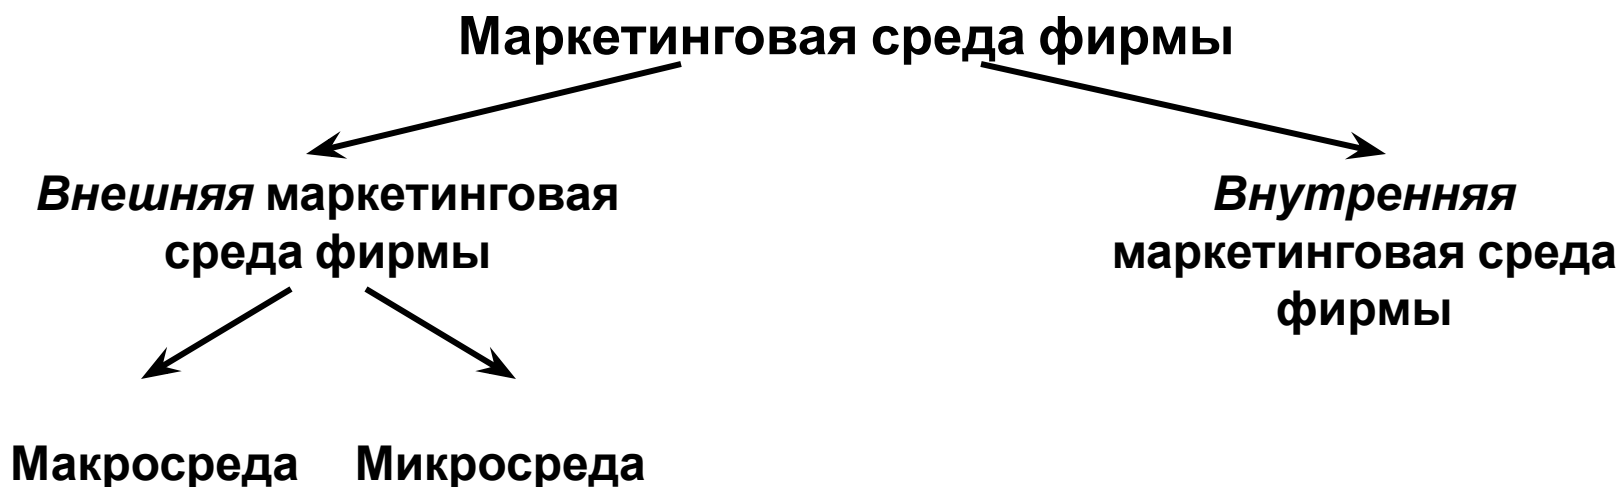 Маркетинговая среда фирмы
Внешняя маркетинговая
среда фирмы
Внутренняя
маркетинговая среда
фирмы
Макросреда
Микросреда